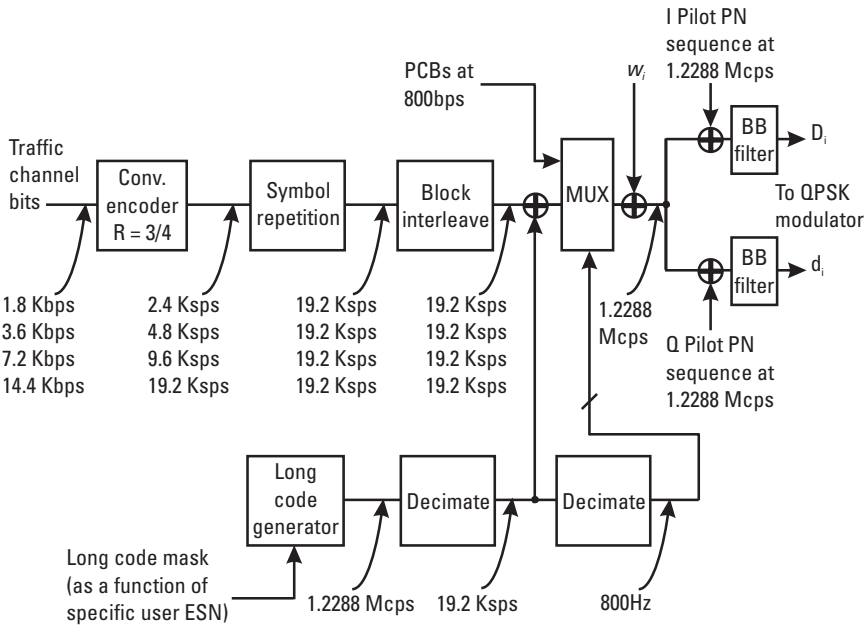 I Pilot PN
sequence at
1.2288 Mcps
PCBs at
800bps
w_i
Traffic
channel
bits
Conv.
encoder
R = 3/4
Symbol
repetition
Block
interleave
MUX
BB
filter
D_i
To QPSK
modulator
BB
filter
d_i
1.8 Kbps
3.6 Kbps
7.2 Kbps
14.4 Kbps
2.4 Ksps
4.8 Ksps
9.6 Ksps
19.2 Ksps
19.2 Ksps
19.2 Ksps
19.2 Ksps
19.2 Ksps
19.2 Ksps
19.2 Ksps
19.2 Ksps
19.2 Ksps
1.2288
Mcps
Q Pilot PN
sequence at
1.2288 Mcps
Long
code
generator
Decimate
Decimate
Long code mask
(as a function of
specific user ESN)
1.2288 Mcps
19.2 Ksps
800Hz